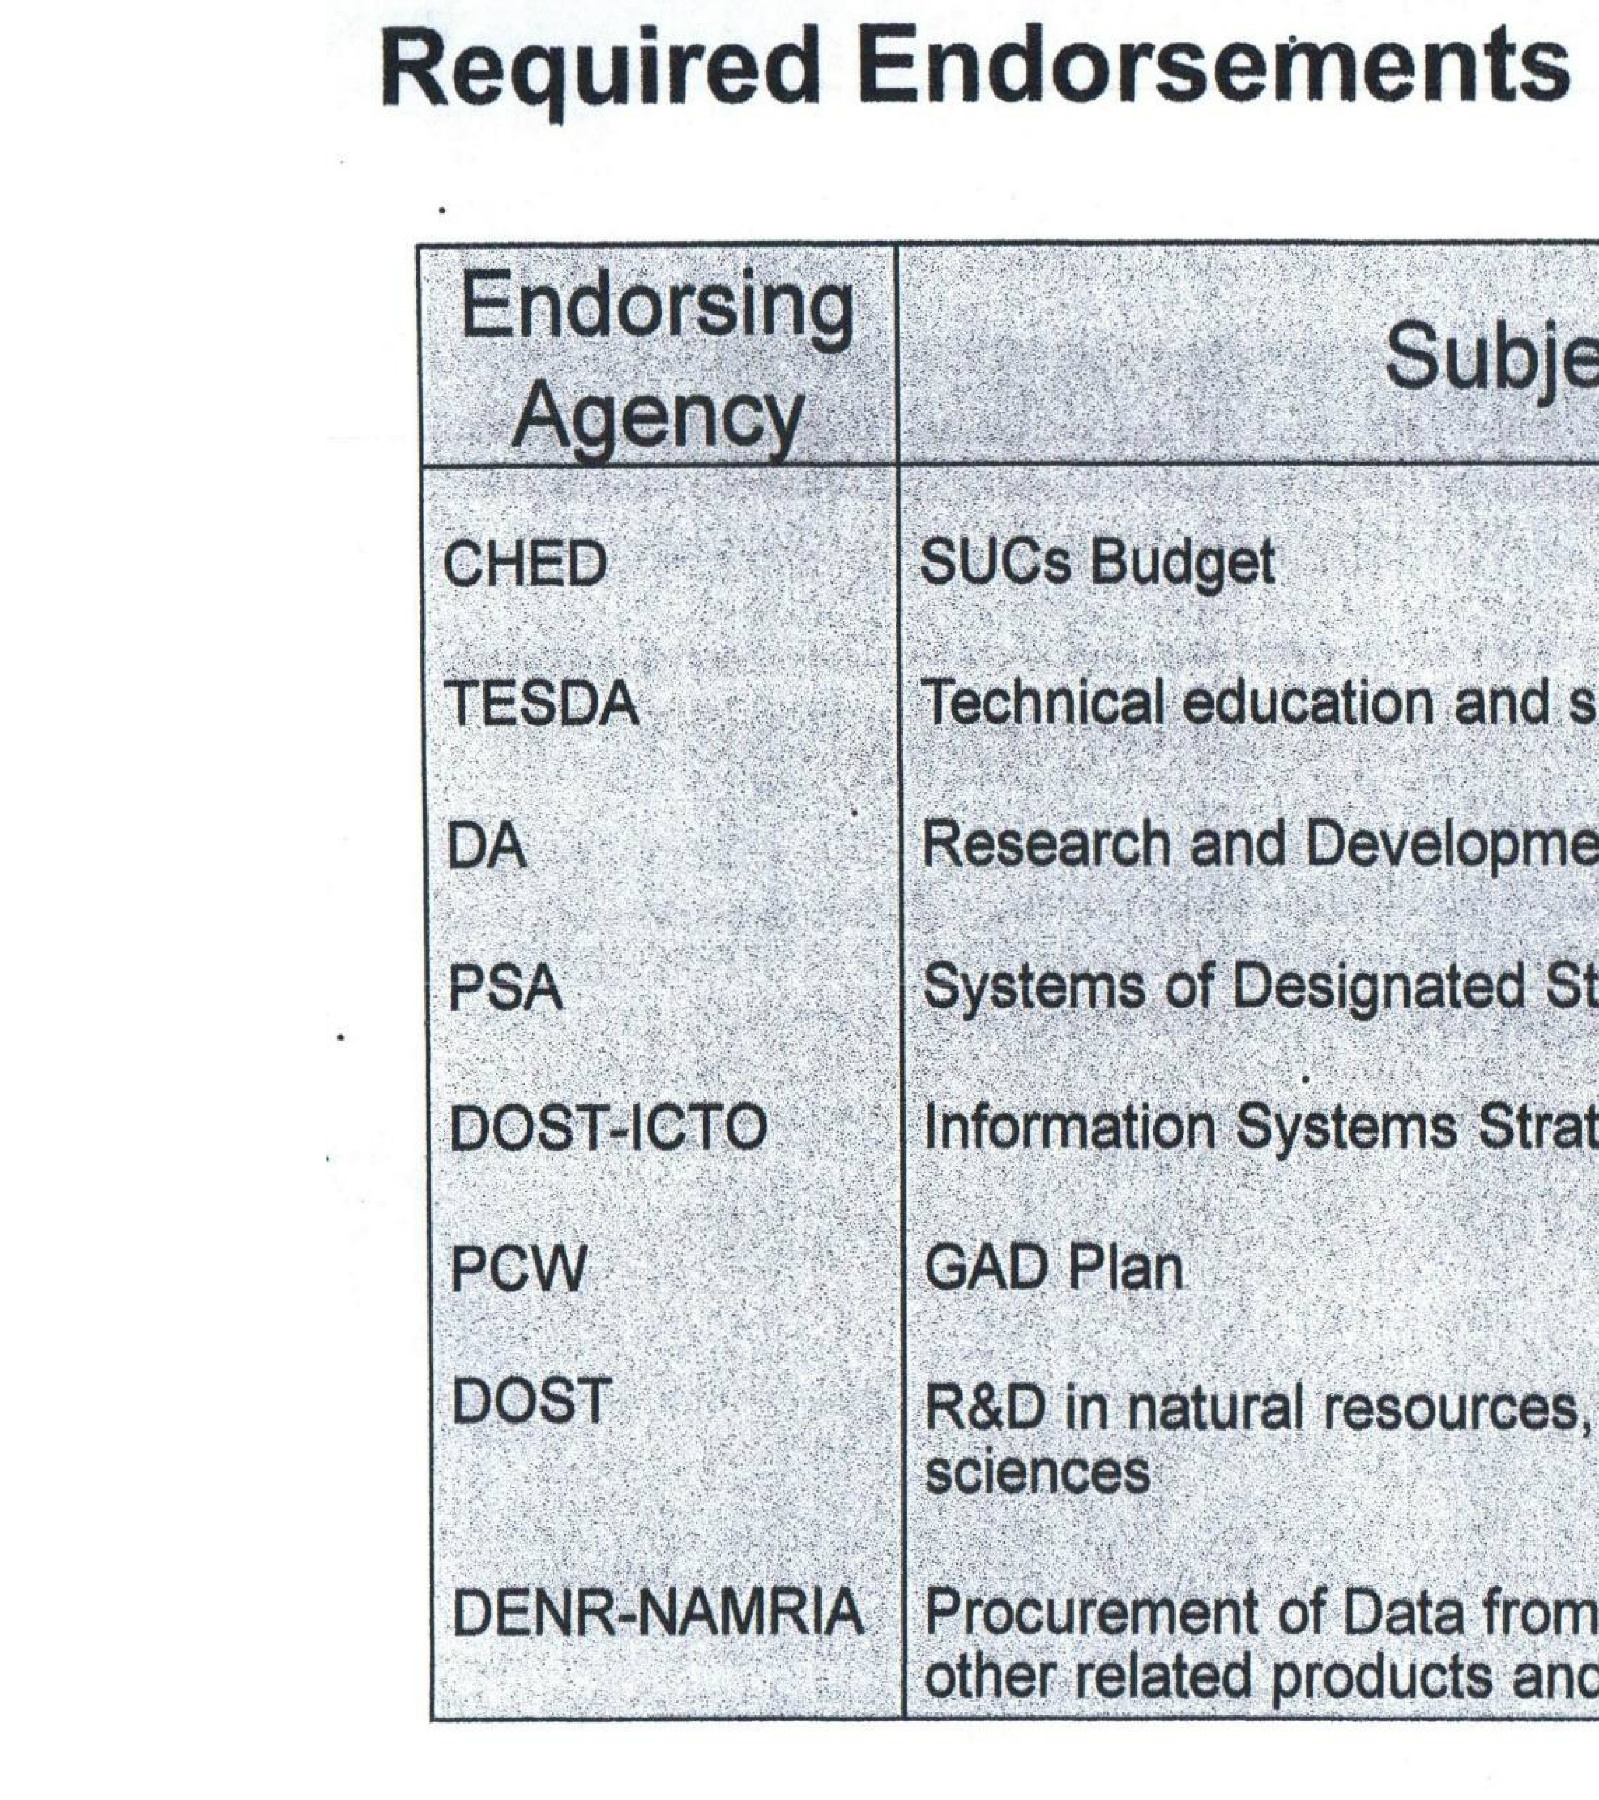 Required Endorsements
Endorsing
Agency
Subje
CHED
SUCs Budget
TESDA
Technical education and s
DA
Research and Developme
PSA
Systems of Designated St
DOST-ICTO
Information Systems Strat
PCW
GAD Plan
DOST
R&D in natural resources,
sciences
DENR-NAMRIA
Procurement of Data from
other related products and